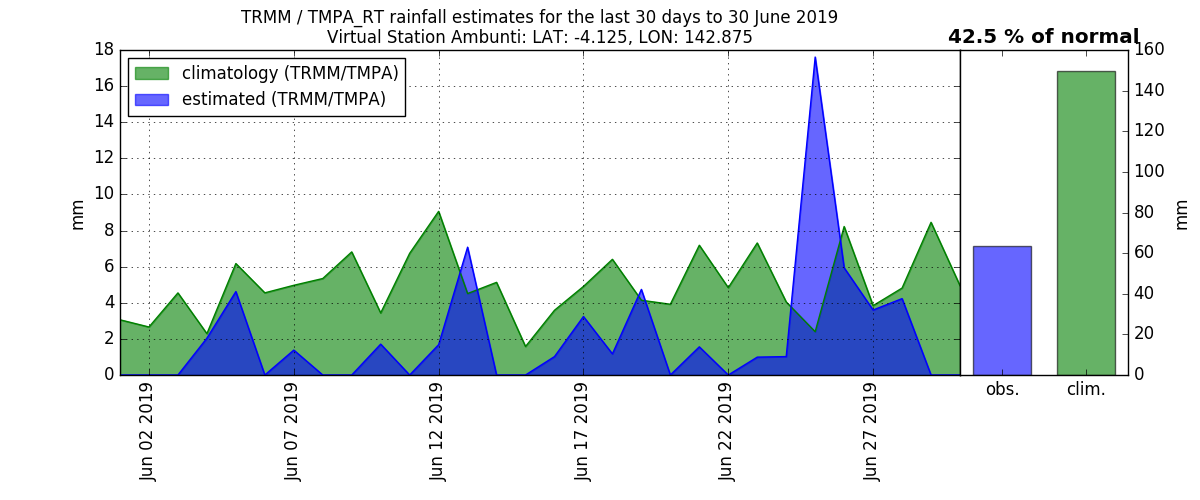 TRMM / TMPA_RT rainfall estimates for the last 30 days to 30 June 2019
Virtual Station Ambunti: LAT: -4.125, LON: 142.875
42.5 % of normal
climatology (TRMM/TMPA)
estimated (TRMM/TMPA)
mm
18
16
14
12
10
8
6
4
2
0
Jun 02 2019
Jun 07 2019
Jun 12 2019
Jun 17 2019
Jun 22 2019
Jun 27 2019
obs.
clim.
160
140
120
100
80
60
40
20
0
mm